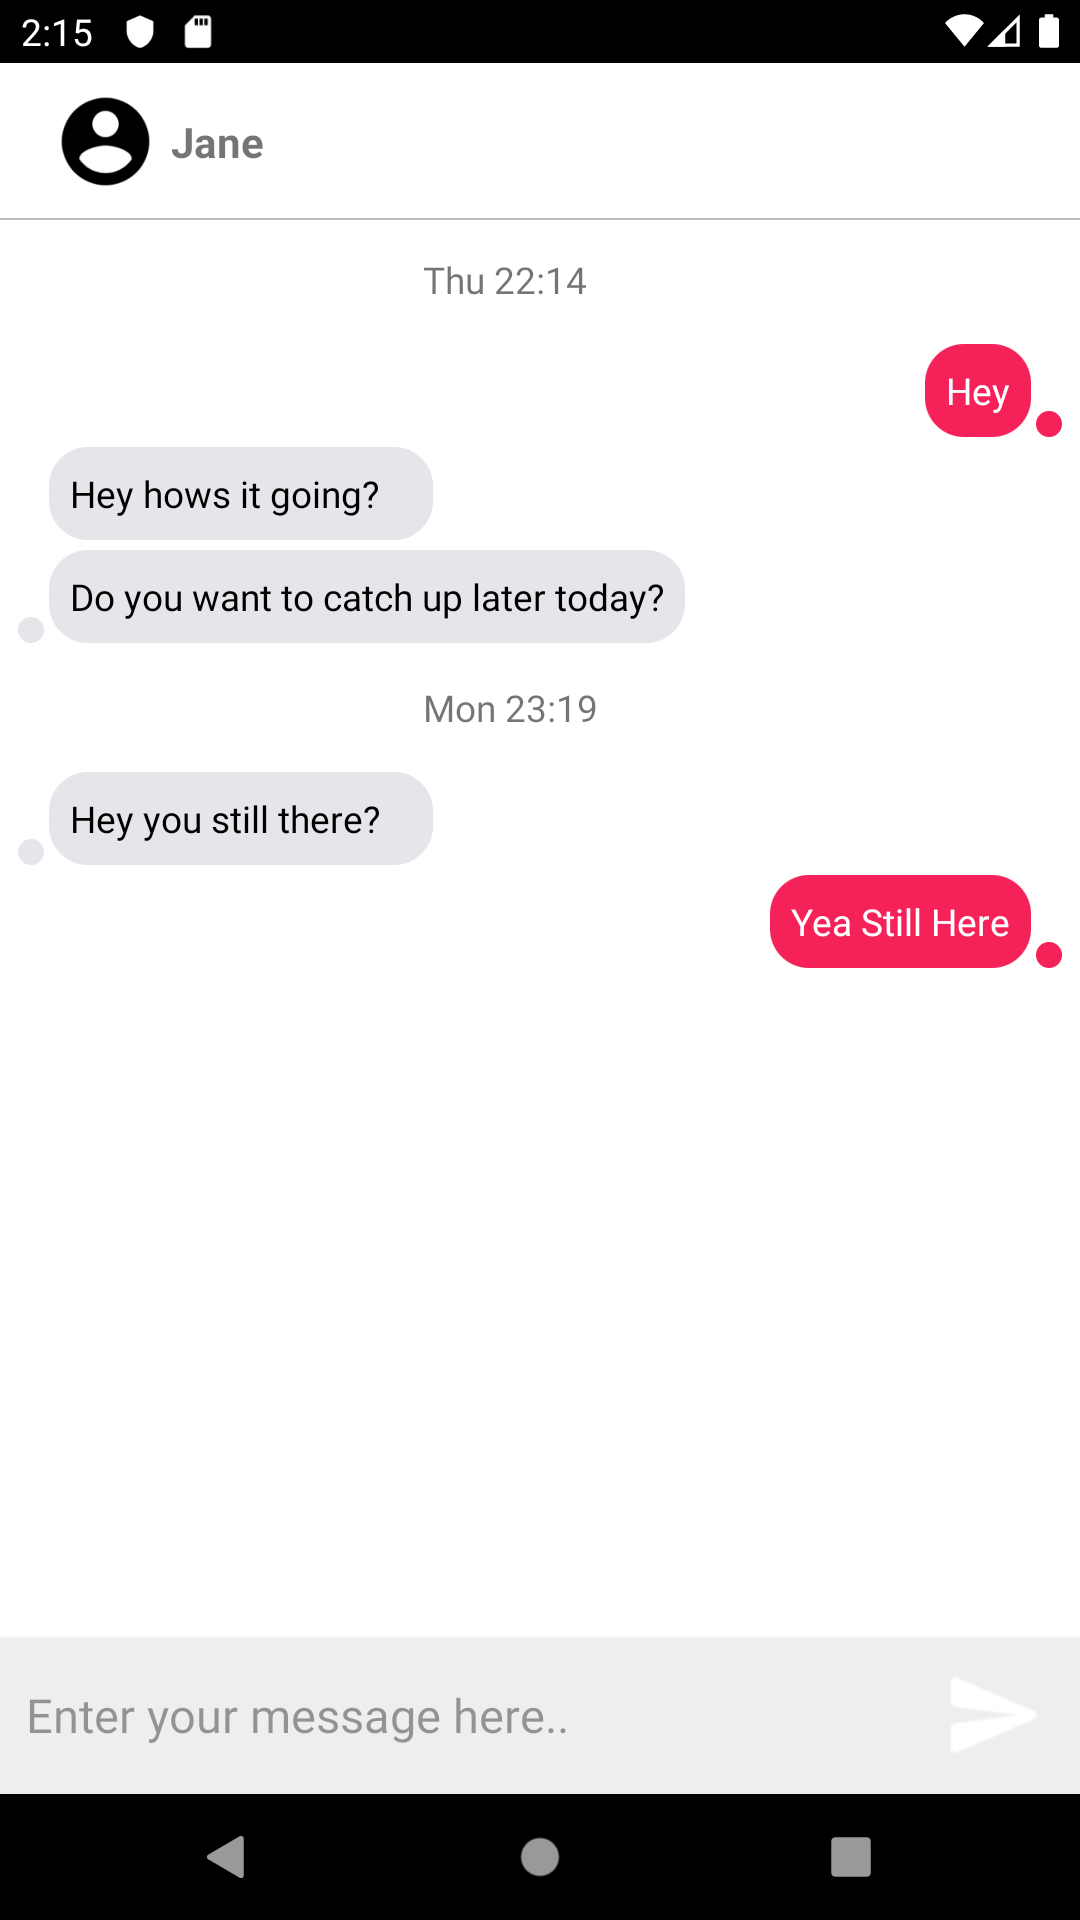 2:15
Jane
Thu 22:14
Hey
Hey hows it going?
Do you want to catch up later today?
Mon 23:19
Hey you still there?
Yea Still Here
Enter your message here..